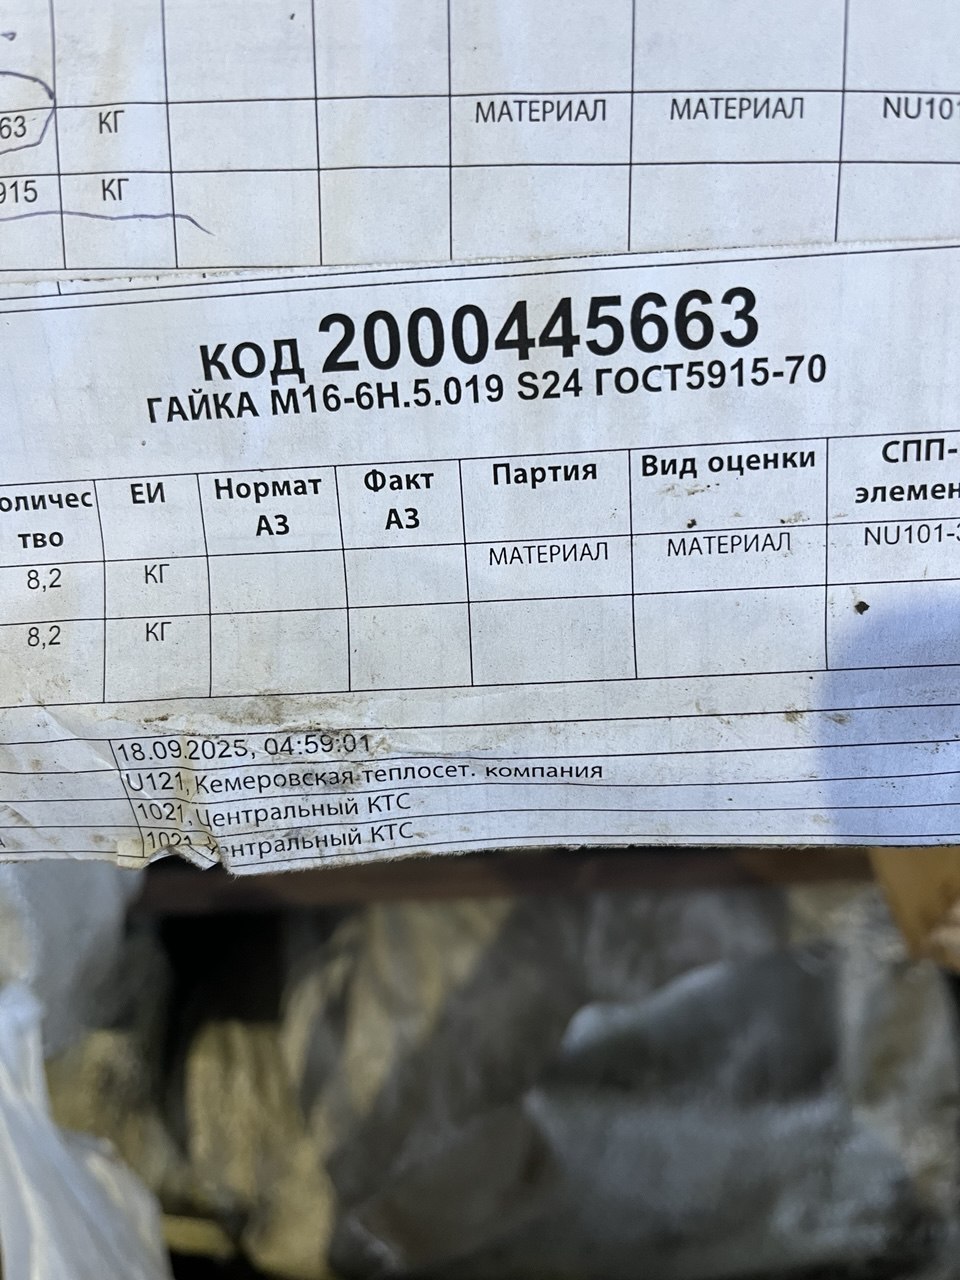 63 КГ МАТЕРИАЛ МАТЕРИАЛ NU101
915 КГ
КОД 2000445663
ГАЙКА М16-6Н.5.019 S24 ГОСТ5915-70
оличес ЕИ Нормат Факт Партия Вид оценки СПП-
тво АЗ АЗ элемен
8,2 КГ МАТЕРИАЛ МАТЕРИАЛ NU101-3
8,2 КГ
18.09.2025, 04:59:01
U121, Кемеровская теплосет. компания
1021, Центральный КТС
1021, Центральный КТС